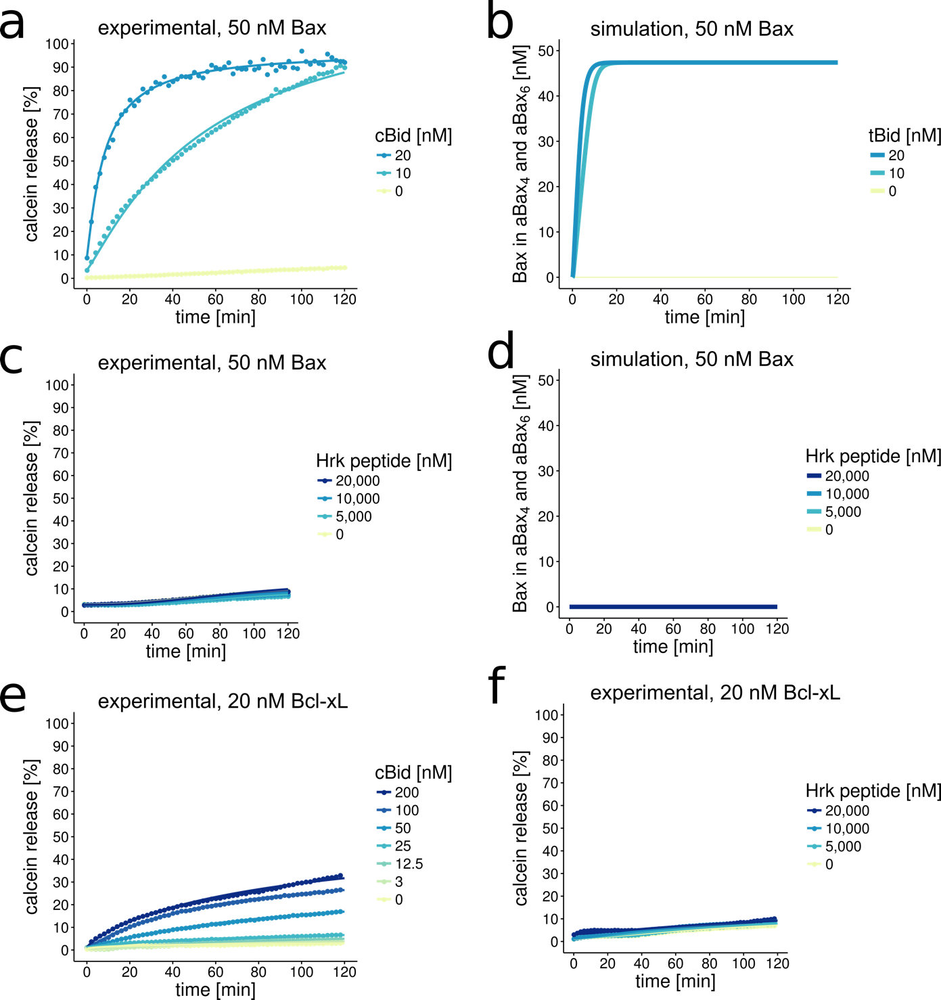 a
experimental, 50 nM Bax
calcein release [%]
100
90
80
70
60
50
40
30
20
10
0
0 20 40 60 80 100 120
time [min]
cBid [nM]
20
10
0
b
simulation, 50 nM Bax
Bax in aBax4 and aBax6 [nM]
50
40
30
20
10
0
0 20 40 60 80 100 120
time [min]
tBid [nM]
20
10
0
c
experimental, 50 nM Bax
calcein release [%]
100
90
80
70
60
50
40
30
20
10
0
0 20 40 60 80 100 120
time [min]
Hrk peptide [nM]
20,000
10,000
5,000
0
d
simulation, 50 nM Bax
Bax in aBax4 and aBax6 [nM]
50
40
30
20
10
0
0 20 40 60 80 100 120
time [min]
Hrk peptide [nM]
20,000
10,000
5,000
0
e
experimental, 20 nM Bcl-xL
calcein release [%]
100
90
80
70
60
50
40
30
20
10
0
0 20 40 60 80 100 120
time [min]
cBid [nM]
200
100
50
25
12.5
3
0
f
experimental, 20 nM Bcl-xL
calcein release [%]
100
90
80
70
60
50
40
30
20
10
0
0 20 40 60 80 100 120
time [min]
Hrk peptide [nM]
20,000
10,000
5,000
0